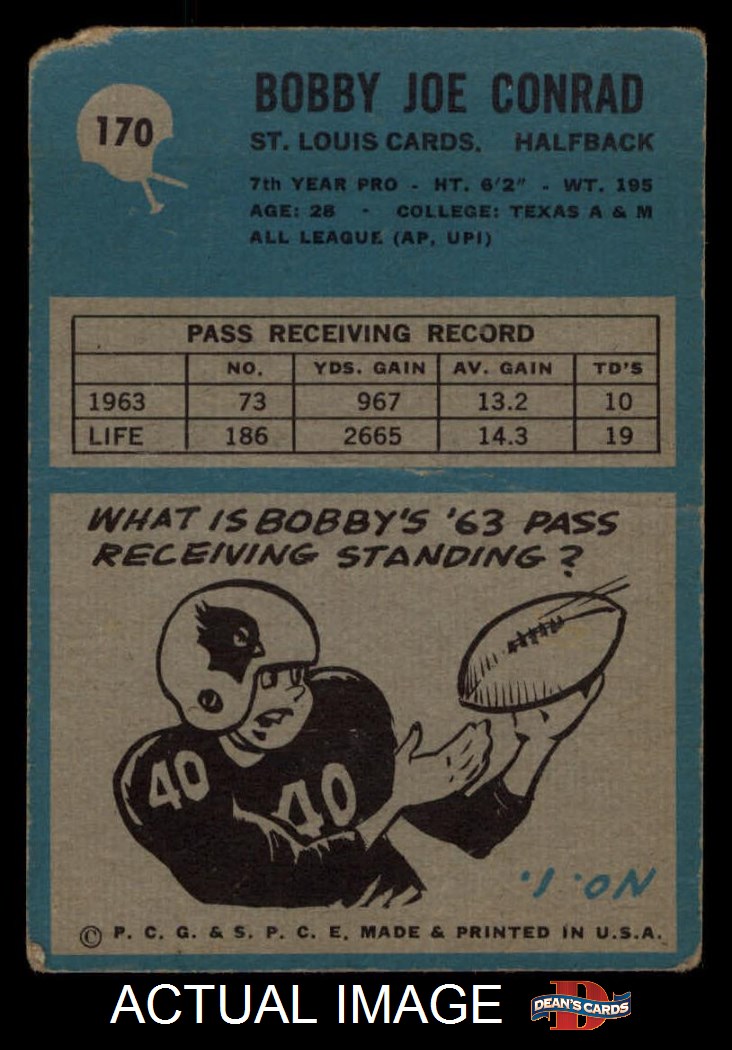 170
BOBBY JOE CONRAD
ST. LOUIS CARDS. HALFBACK
7th YEAR PRO - HT. 6'2" - WT. 195
AGE: 28 - COLLEGE: TEXAS A & M
ALL LEAGUE (AP, UPI)
PASS RECEIVING RECORD
NO. YDS. GAIN AV. GAIN TD'S
1963 73 967 13.2 10
LIFE 186 2665 14.3 19
WHAT IS BOBBY'S '63 PASS
RECEIVING STANDING?
40
40
NO. 1.
© P. C. G. & S. P. C. E. MADE & PRINTED IN U.S.A.
ACTUAL IMAGE
D
DEAN'S CARDS